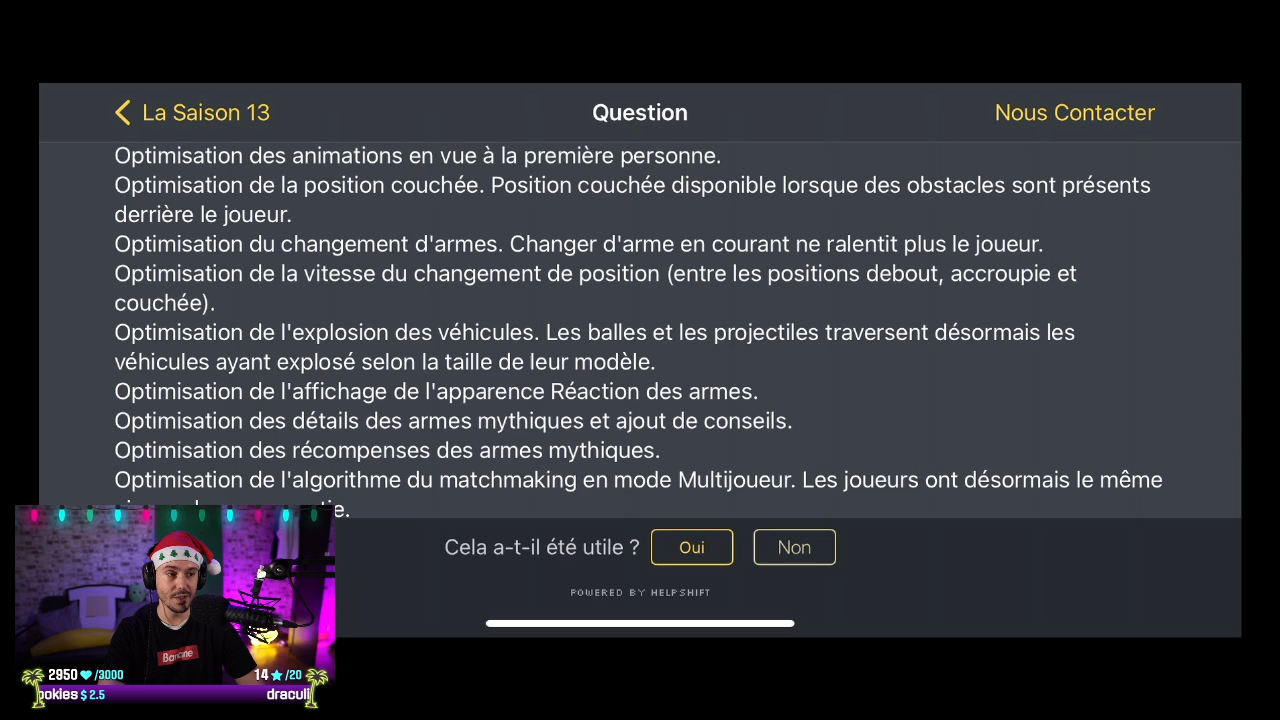 La Saison 13
Question
Nous Contacter
Optimisation des animations en vue à la première personne.
Optimisation de la position couchée. Position couchée disponible lorsque des obstacles sont présents
derrière le joueur.
Optimisation du changement d'armes. Changer d'arme en courant ne ralentit plus le joueur.
Optimisation de la vitesse du changement de position (entre les positions debout, accroupie et
couchée).
Optimisation de l'explosion des véhicules. Les balles et les projectiles traversent désormais les
véhicules ayant explosé selon la taille de leur modèle.
Optimisation de l'affichage de l'apparence Réaction des armes.
Optimisation des détails des armes mythiques et ajout de conseils.
Optimisation des récompenses des armes mythiques.
Optimisation de l'algorithme du matchmaking en mode Multijoueur. Les joueurs ont désormais le même
Cela a-t-il été utile ?
Oui
Non
POWERED BY HELPSHIFT
Banane
2950 /3000
14 /20
ookies $ 2.5
draculi